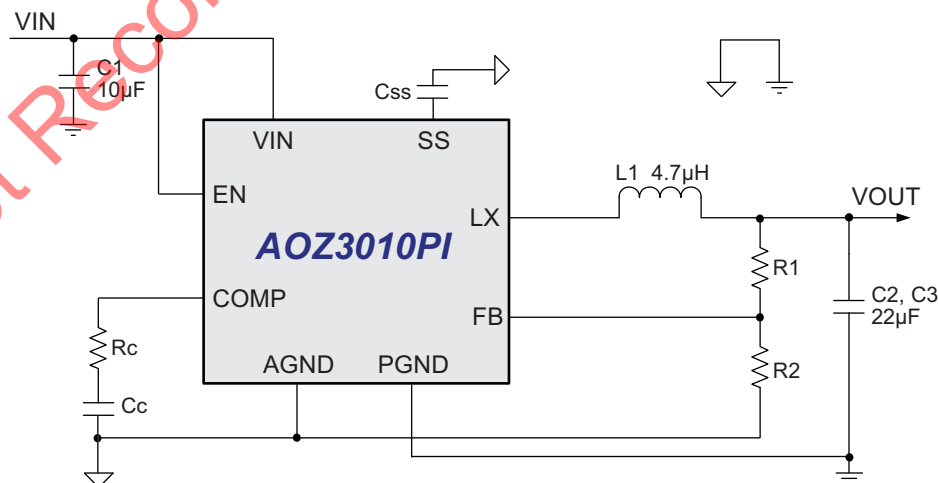 VIN
C1
10µF
Css
VIN
SS
EN
L1 4.7µH
LX
VOUT
AOZ3010PI
R1
COMP
FB
C2, C3
22µF
Rc
AGND
PGND
R2
Cc